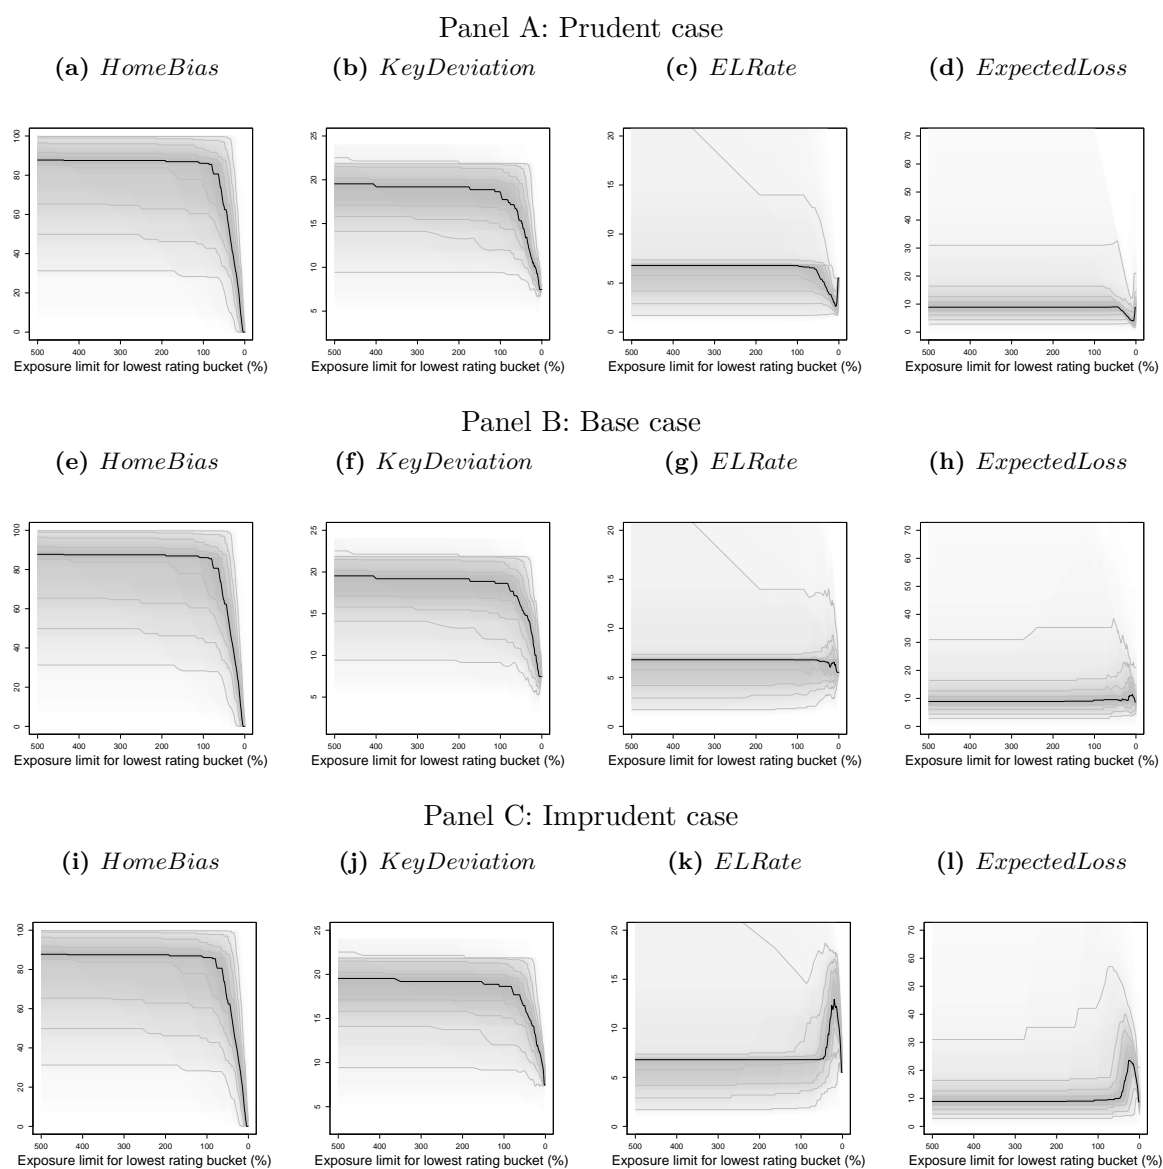 Panel A: Prudent case
(a) HomeBias (b) KeyDeviation (c) ELRate (d) ExpectedLoss
0 20 40 60 80 100
500 400 300 200 100 0
Exposure limit for lowest rating bucket (%)
5 10 15 20 25
500 400 300 200 100 0
Exposure limit for lowest rating bucket (%)
0 5 10 15 20
500 400 300 200 100 0
Exposure limit for lowest rating bucket (%)
0 10 20 30 40 50 60 70
500 400 300 200 100 0
Exposure limit for lowest rating bucket (%)
Panel B: Base case
(e) HomeBias (f) KeyDeviation (g) ELRate (h) ExpectedLoss
0 20 40 60 80 100
500 400 300 200 100 0
Exposure limit for lowest rating bucket (%)
5 10 15 20 25
500 400 300 200 100 0
Exposure limit for lowest rating bucket (%)
0 5 10 15 20
500 400 300 200 100 0
Exposure limit for lowest rating bucket (%)
0 10 20 30 40 50 60 70
500 400 300 200 100 0
Exposure limit for lowest rating bucket (%)
Panel C: Imprudent case
(i) HomeBias (j) KeyDeviation (k) ELRate (l) ExpectedLoss
0 20 40 60 80 100
500 400 300 200 100 0
Exposure limit for lowest rating bucket (%)
5 10 15 20 25
500 400 300 200 100 0
Exposure limit for lowest rating bucket (%)
0 5 10 15 20
500 400 300 200 100 0
Exposure limit for lowest rating bucket (%)
0 10 20 30 40 50 60 70
500 400 300 200 100 0
Exposure limit for lowest rating bucket (%)